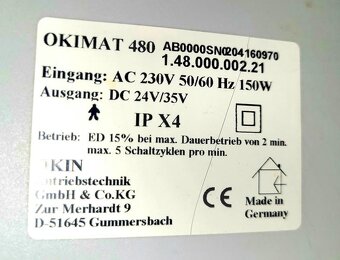 OKIMAT 480 AB0000SN0204160970
1.48.000.002.21
Eingang: AC 230V 50/60 Hz 150W
Ausgang: DC 24V/35V
IP X4
Betrieb: ED 15% bei max. Dauerbetrieb von 2 min.
max. 5 Schaltzyklen pro min.
OKIN
Antriebstechnik
GmbH & Co.KG
Zur Merhardt 9
D-51645 Gummersbach
CE
Made in
Germany